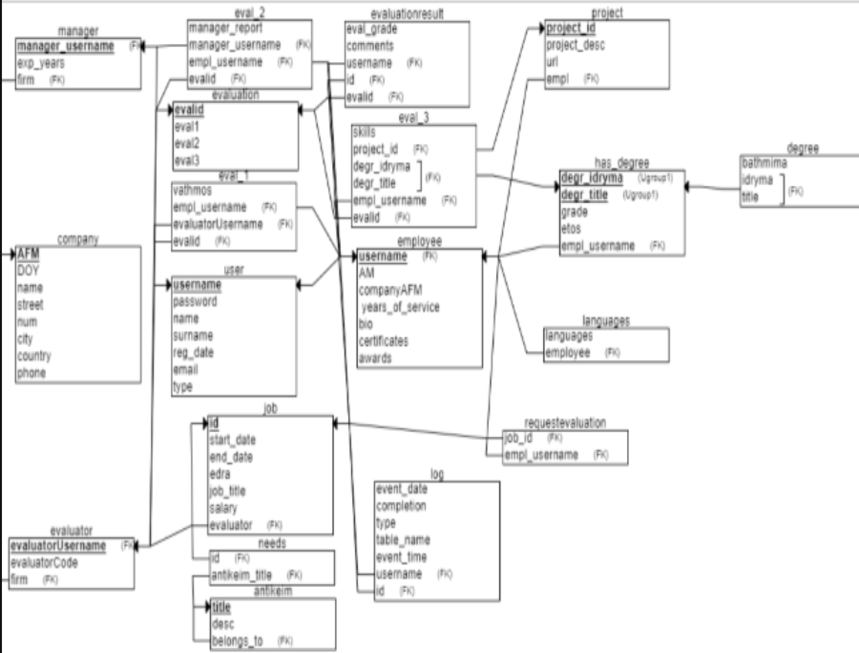 manager
manager_username (FK
exp_years
firm (FK)
eval_2
manager_report
manager_username (FK)
empl_username (FK)
evalid (FK)
evaluationresult
eval_grade
comments
username (FK)
id (FK)
evalid (FK)
project
project_id
project_desc
url
empl (FK)
evaluation
evalid
eval1
eval2
eval3
eval_3
skills
project_id (FK)
degr_idryma
degr_title
(FK)
empl_username (FK)
evalid (FK)
has_degree
degr_idryma (Ugroup1)
degr_title (Ugroup1)
grade
etos
empl_username (FK)
degree
bathmima
idryma
title
(FK)
eval_1
vathmos
empl_username (FK)
evaluatorUsername (FK)
evalid (FK)
company
AFM
DOY
name
street
num
city
country
phone
user
username
password
name
surname
reg_date
email
type
employee
username (FK)
AM
companyAFM
years_of_service
bio
certificates
awards
languages
languages
employee (FK)
job
id
start_date
end_date
edra
job_title
salary
evaluator (FK)
requestevaluation
job_id (FK)
empl_username (FK)
log
event_date
completion
type
table_name
event_time
username (FK)
id (FK)
evaluator
evaluatorUsername (FK
evaluatorCode
firm (FK)
needs
id (FK)
antikeim_title (FK)
antikeim
title
desc
belongs_to (FK)